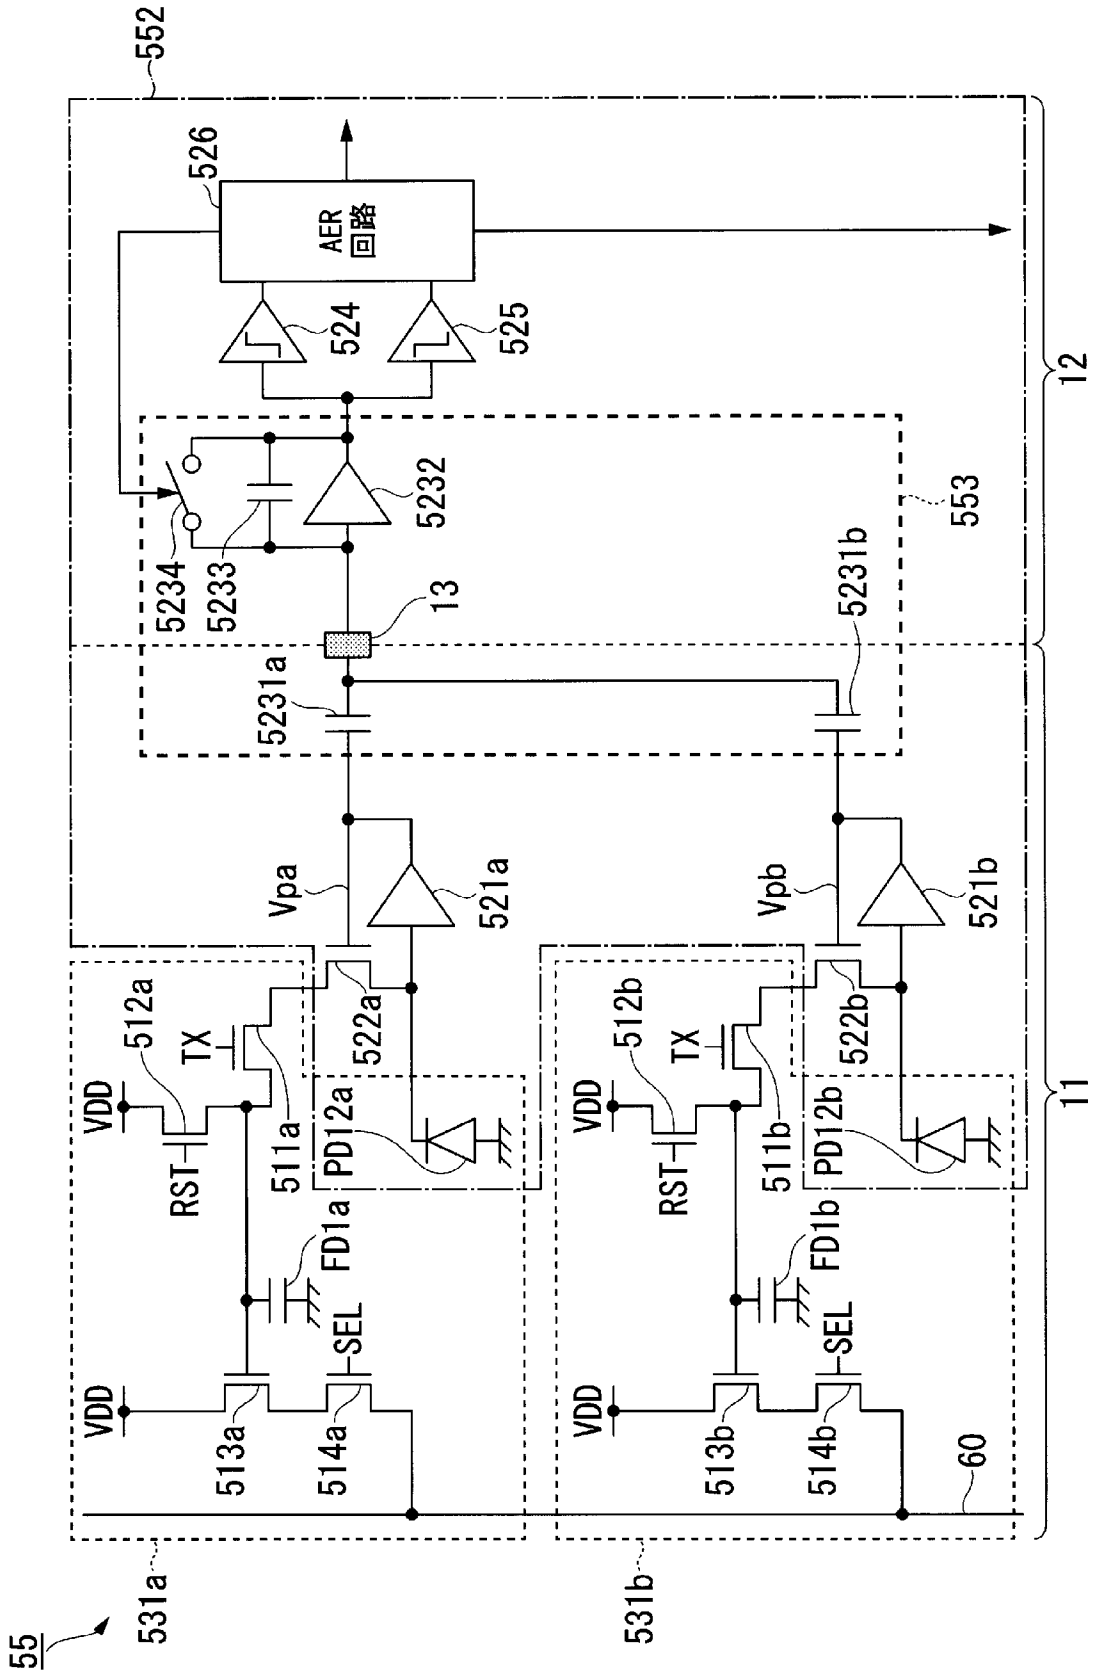 55
531a
VDD
513a
514a
SEL
FD1a
VDD
RST
512a
TX
511a
PD12a
522a
Vpa
521a
5231a
13
5234
5233
5232
524
525
526
AER
回路
552
553
531b
VDD
513b
514b
SEL
FD1b
VDD
RST
512b
TX
511b
PD12b
522b
Vpb
521b
5231b
60
11
12